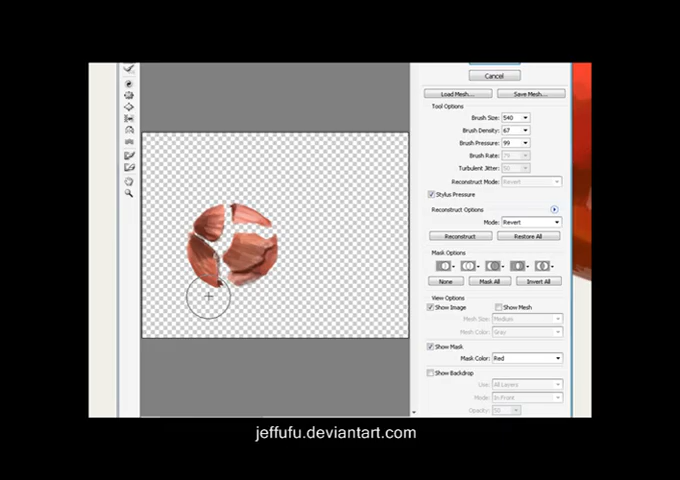 Cancel
Load Mesh...
Save Mesh...
Tool Options
Brush Size: 540
Brush Density: 67
Brush Pressure: 99
Brush Rate: 79
Turbulent Jitter: 50
Reconstruct Mode: Revert
Stylus Pressure
Reconstruct Options
Mode: Revert
Reconstruct
Restore All
Mask Options
None
Mask All
Invert All
View Options
Show Image
Show Mesh
Mesh Size: Medium
Mesh Color: Gray
Show Mask
Mask Color: Red
Show Backdrop
Use: All Layers
Mode: In Front
Opacity: 50
jeffufu.deviantart.com